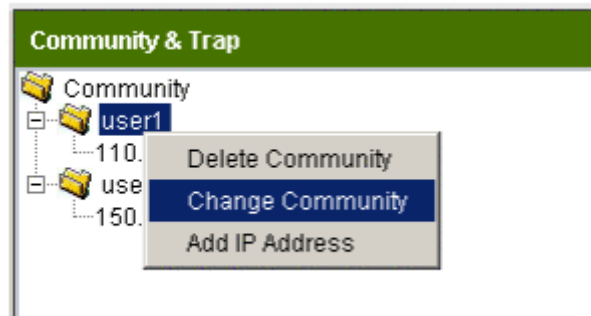 Community & Trap
Community
user1
110.
Delete Community
use
Change Community
150.
Add IP Address